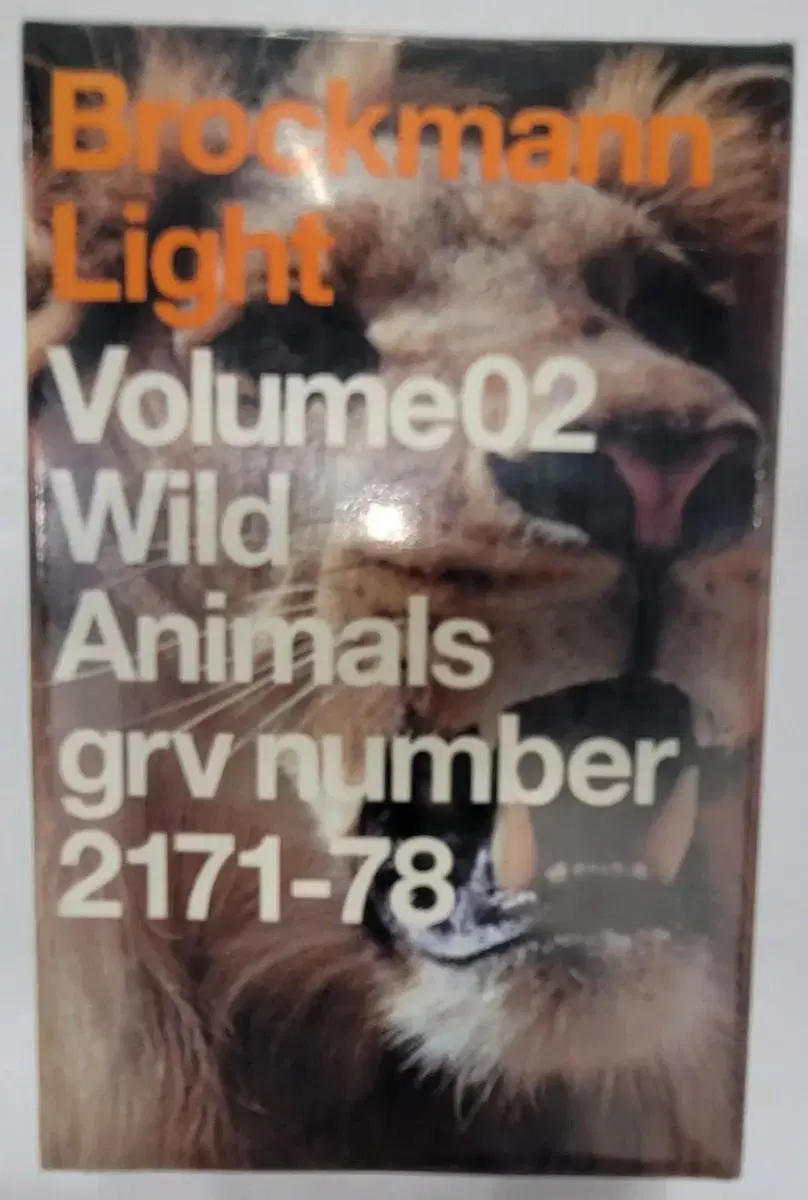 Brockmann
Light
Volume02
Wild
Animals
grv number
2171-78